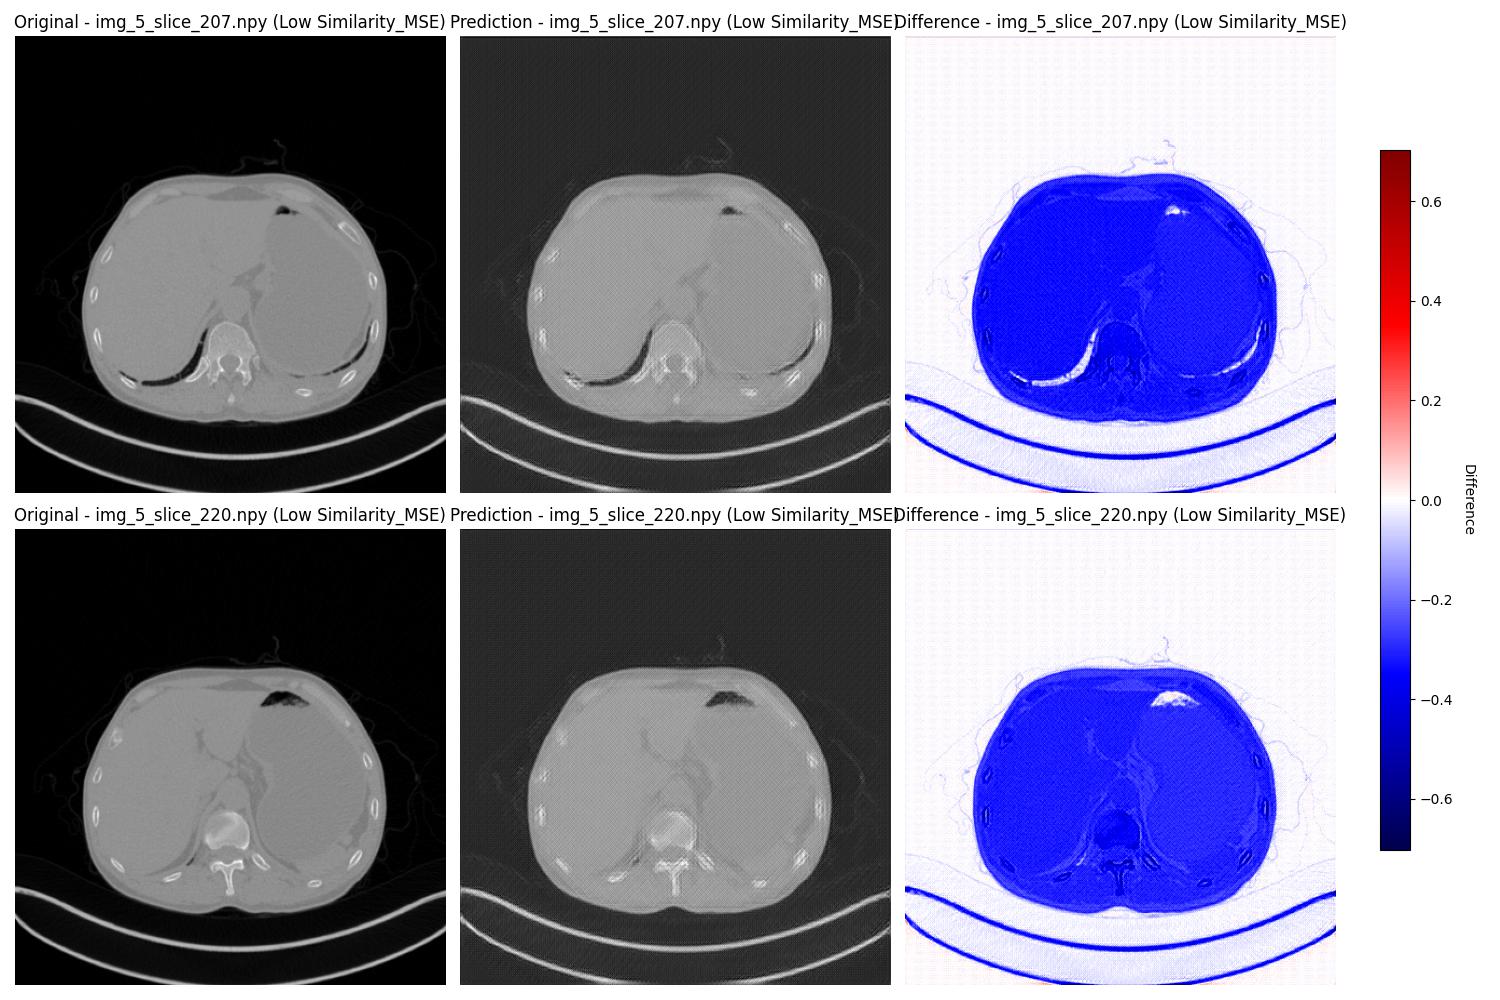 Original - img_5_slice_207.npy (Low Similarity_MSE)
Prediction - img_5_slice_207.npy (Low Similarity_MSE)
Difference - img_5_slice_207.npy (Low Similarity_MSE)
0.6
0.4
0.2
0.0
−0.2
−0.4
−0.6
Difference
Original - img_5_slice_220.npy (Low Similarity_MSE)
Prediction - img_5_slice_220.npy (Low Similarity_MSE)
Difference - img_5_slice_220.npy (Low Similarity_MSE)